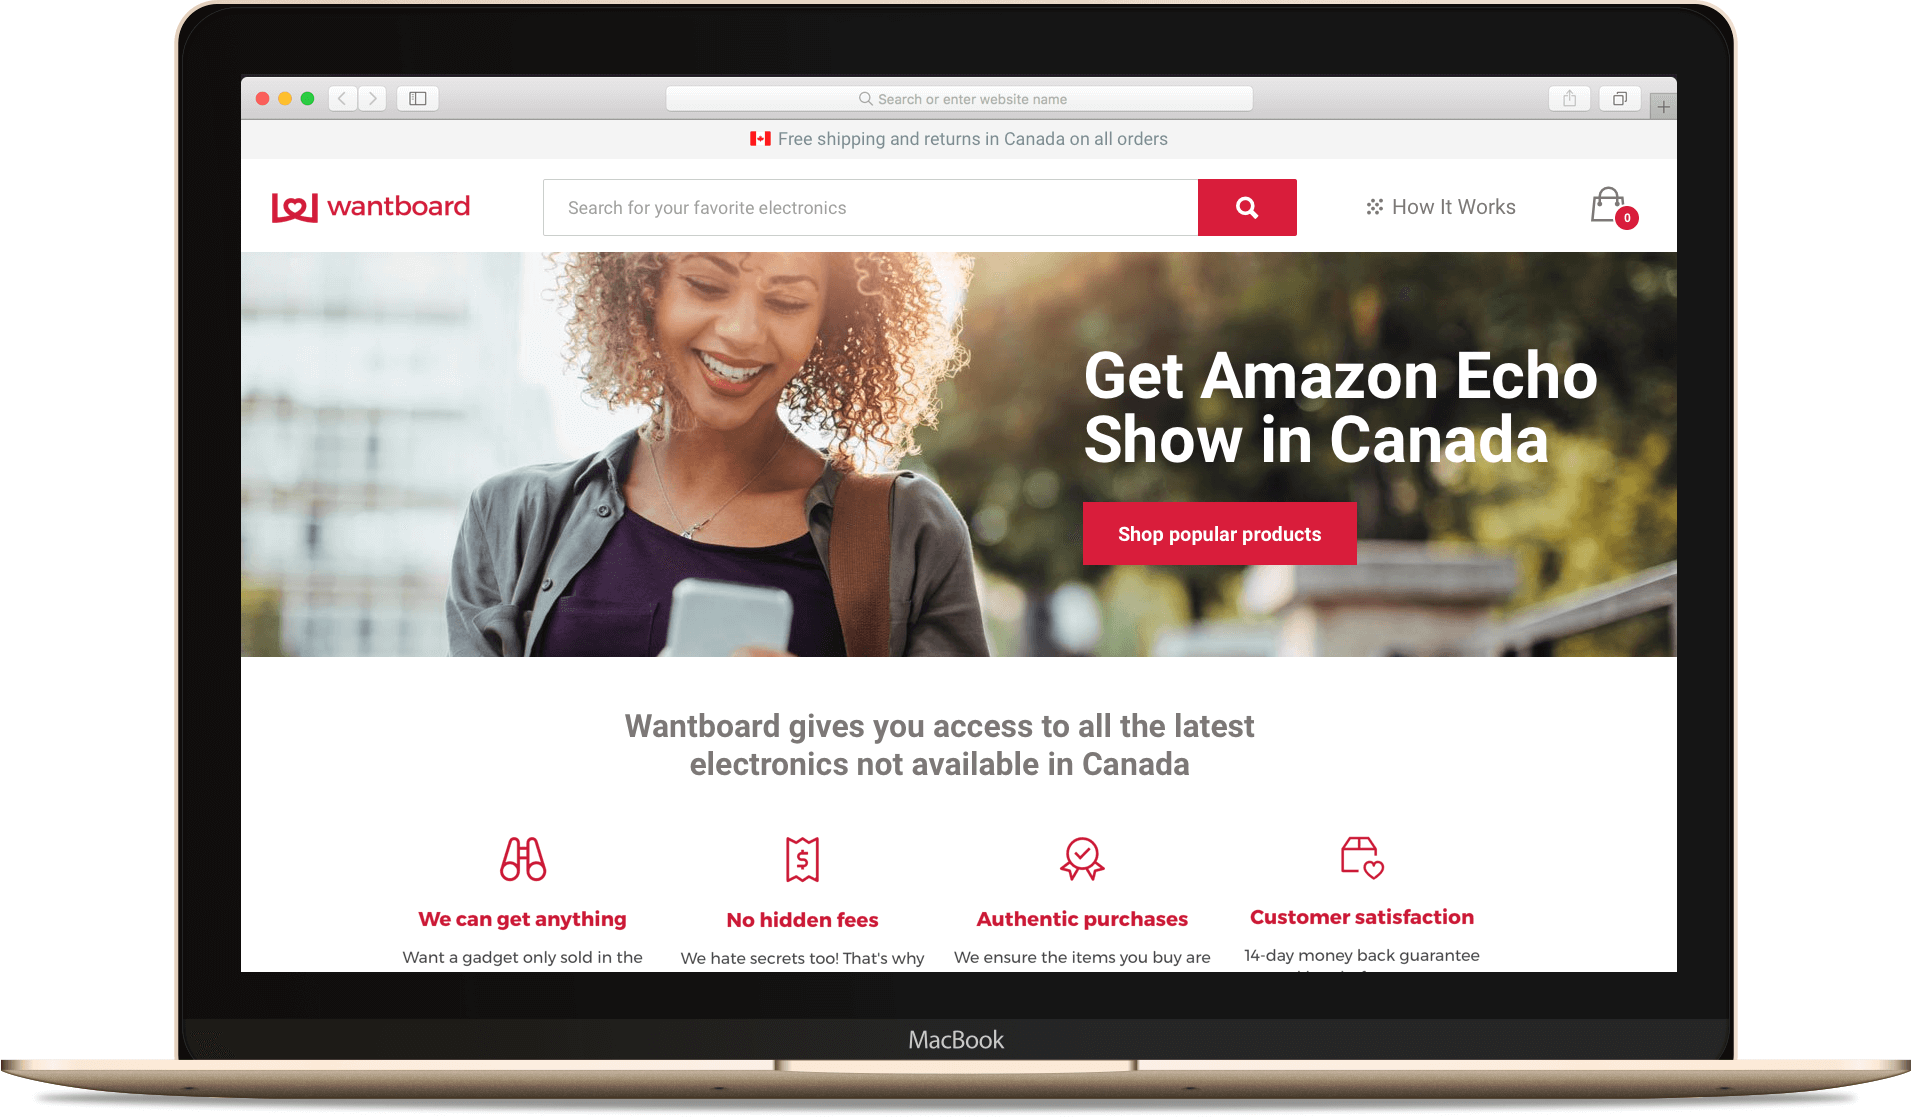 Search or enter website name
Free shipping and returns in Canada on all orders
wantboard
Search for your favorite electronics
How It Works
0
Get Amazon Echo
Show in Canada
Shop popular products
Wantboard gives you access to all the latest
electronics not available in Canada
We can get anything
No hidden fees
Authentic purchases
Customer satisfaction
Want a gadget only sold in the
We hate secrets too! That's why
We ensure the items you buy are
14-day money back guarantee
MacBook